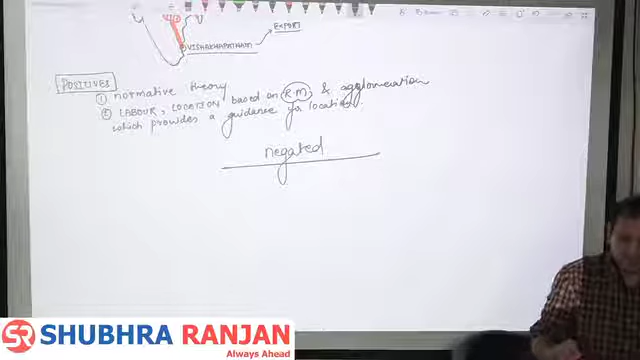 EXPORT
VISHAKHAPATNAM
POSITIVES
① normative theory
② LABOUR, LOCATION based on R.M. & agglomeration
which provides a guidance for location.
negated
SR SHUBHRA RANJAN
Always Ahead